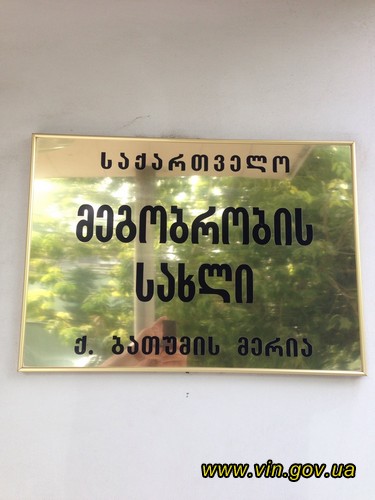 საქართველო
მეგობრობის
სახლი
ქ. ბათუმის მერია
www.vin.gov.ua